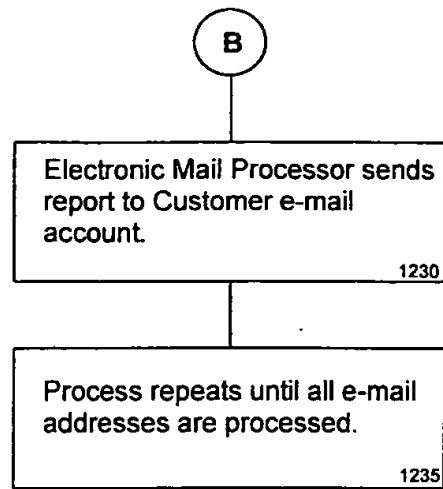 B
Electronic Mail Processor sends
report to Customer e-mail
account.
1230
Process repeats until all e-mail
addresses are processed.
1235